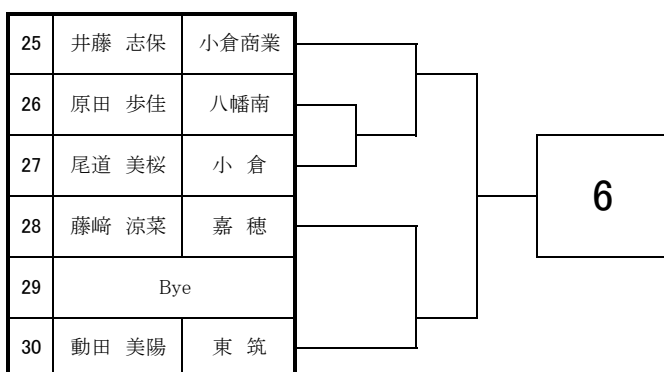 25 井藤 志保 小倉商業
26 原田 歩佳 八幡南
27 尾道 美桜 小 倉
28 藤﨑 涼菜 嘉 穂
29 Bye
30 動田 美陽 東 筑
6